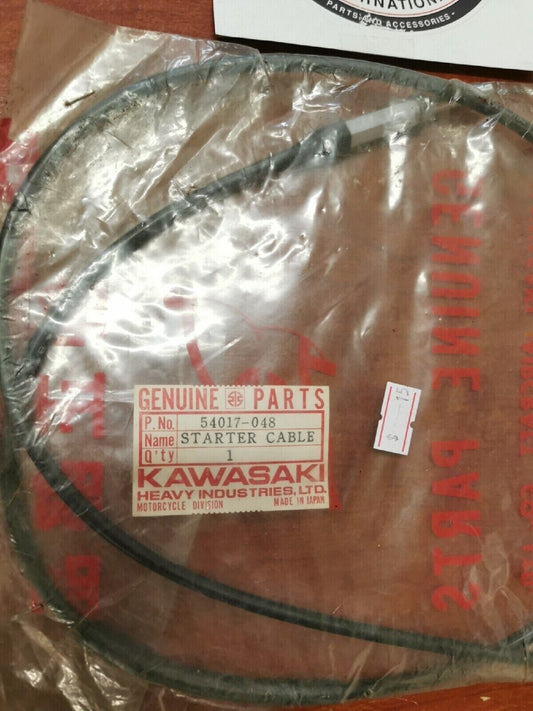 RNATIONA
PARTS AND ACCESSORIES -
GENUINE PARTS
P. No. 54017-048
Name STARTER CABLE
Q'ty 1
KAWASAKI
HEAVY INDUSTRIES, LTD.
MOTORCYCLE DIVISION MADE IN JAPAN
GENUINE PARTS